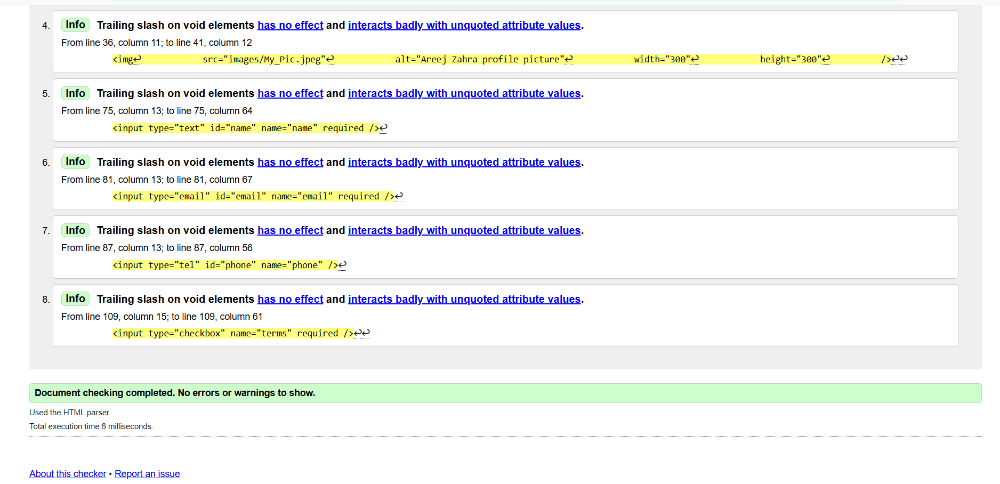 4. Info Trailing slash on void elements has no effect and interacts badly with unquoted attribute values.
From line 36, column 11; to line 41, column 12
<img↩            src="images/My_Pic.jpeg"↩            alt="Areej Zahra profile picture"↩            width="300"↩            height="300"↩          />↩↩
5. Info Trailing slash on void elements has no effect and interacts badly with unquoted attribute values.
From line 75, column 13; to line 75, column 64
<input type="text" id="name" name="name" required />↩
6. Info Trailing slash on void elements has no effect and interacts badly with unquoted attribute values.
From line 81, column 13; to line 81, column 67
<input type="email" id="email" name="email" required />↩
7. Info Trailing slash on void elements has no effect and interacts badly with unquoted attribute values.
From line 87, column 13; to line 87, column 56
<input type="tel" id="phone" name="phone" />↩
8. Info Trailing slash on void elements has no effect and interacts badly with unquoted attribute values.
From line 109, column 15; to line 109, column 61
<input type="checkbox" name="terms" required />↩↩
Document checking completed. No errors or warnings to show.
Used the HTML parser.
Total execution time 6 milliseconds.
About this checker • Report an issue